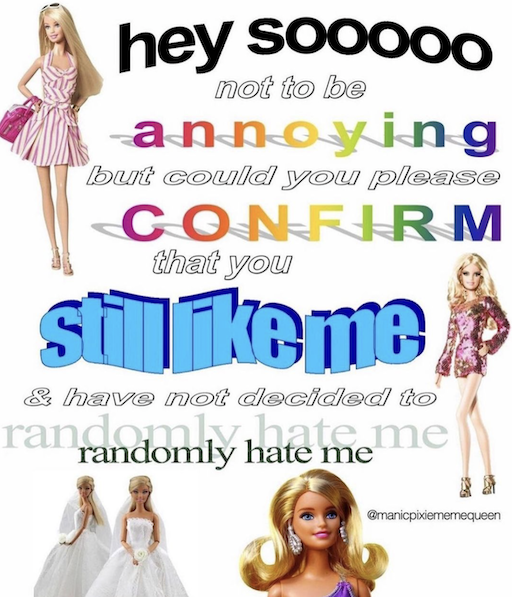 hey sooooo
not to be
annoying
but could you please
CONFIRM
that you
still like me
& have not decided to
randomly hate me
randomly hate me
@manicpixiememequeen